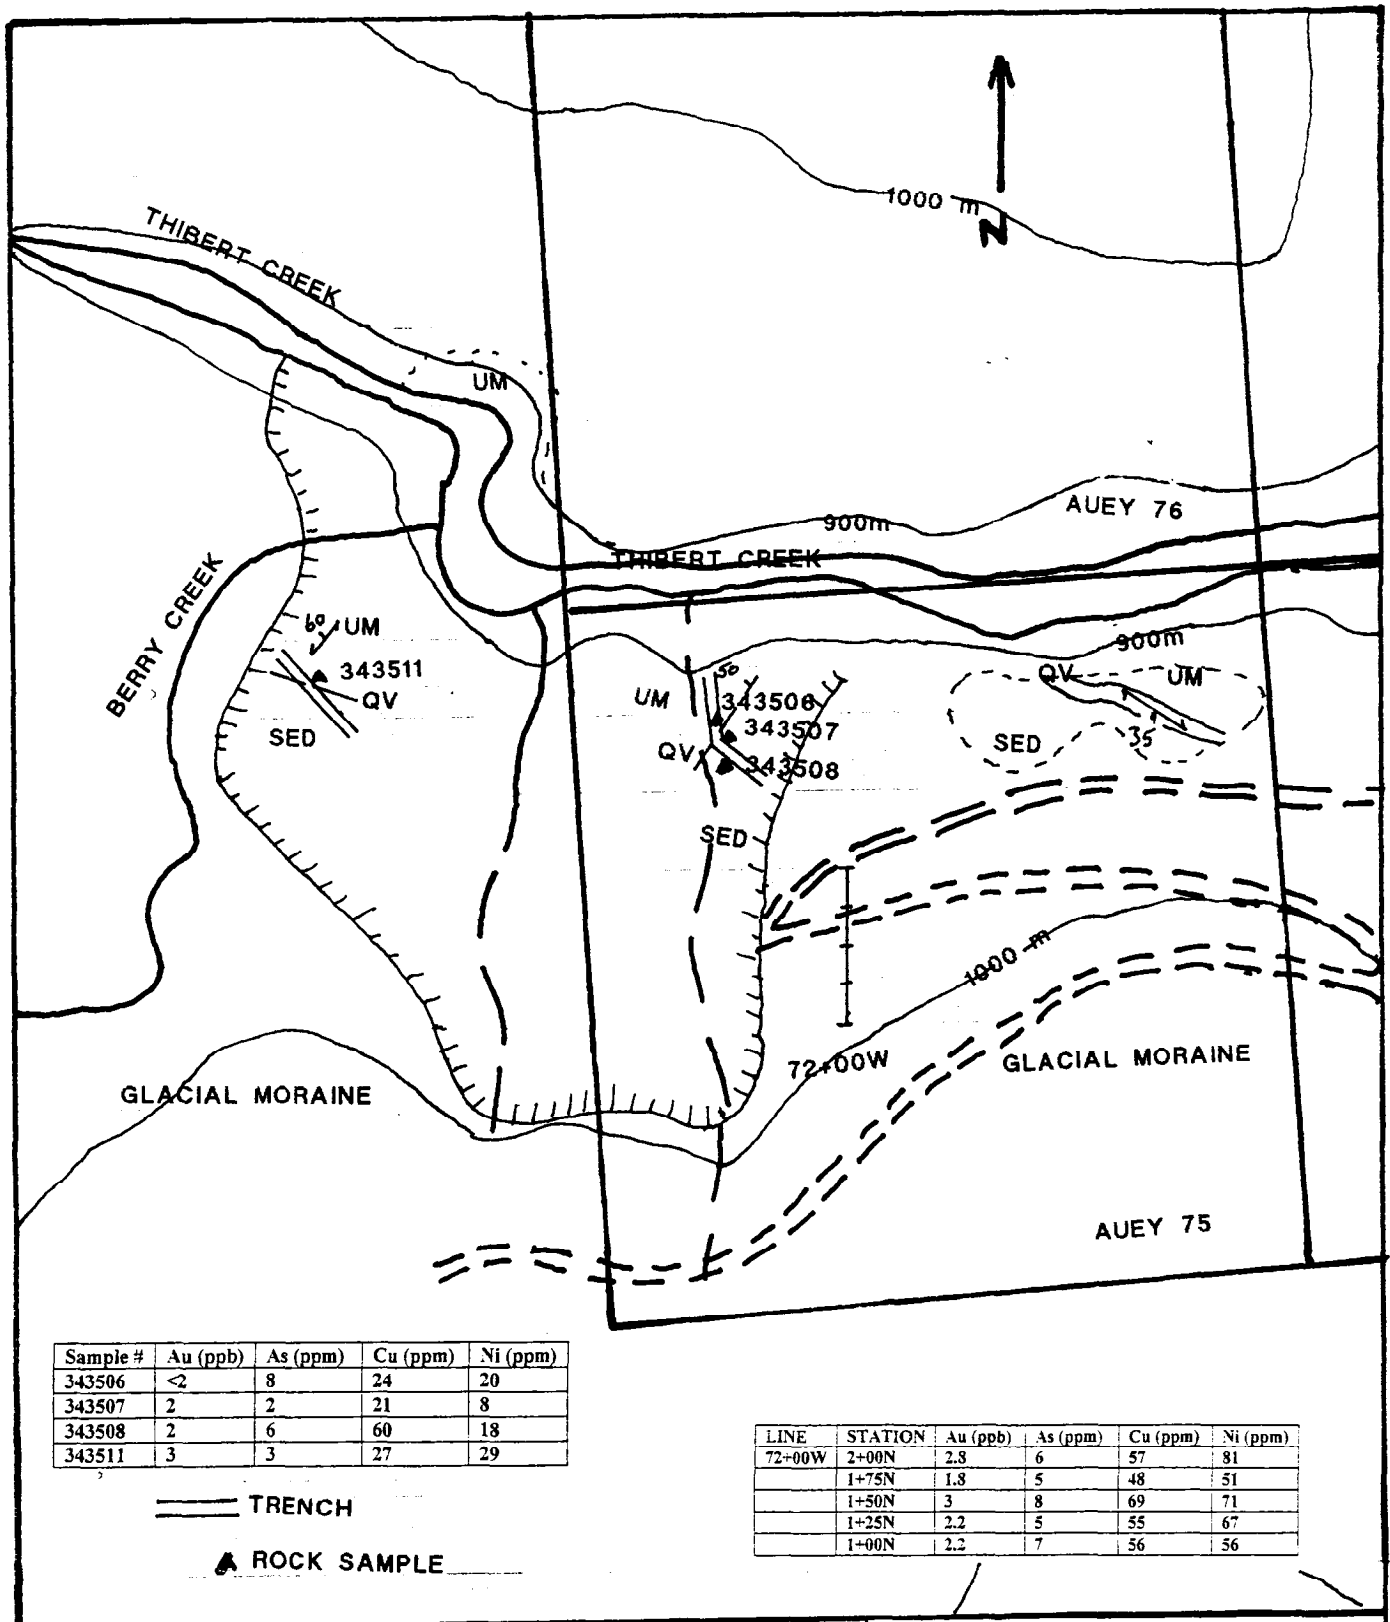 1000 m
N
THIBERT CREEK
UM
AUEY 76
900m
THIBERT CREEK
BERRY CREEK
60
UM
343511
QV
SED
900m
QV
UM
SED
35
UM
50
343506
343507
QV
343508
SED
1000 m
72+00W
GLACIAL MORAINE
GLACIAL MORAINE
AUEY 75
Sample # Au (ppb) As (ppm) Cu (ppm) Ni (ppm)
343506 <2 8 24 20
343507 2 2 21 8
343508 2 6 60 18
343511 3 3 27 29
LINE STATION Au (ppb) As (ppm) Cu (ppm) Ni (ppm)
72+00W 2+00N 2.8 6 57 81
1+75N 1.8 5 48 51
1+50N 3 8 69 71
1+25N 2.2 5 55 67
1+00N 2.2 7 56 56
TRENCH
ROCK SAMPLE